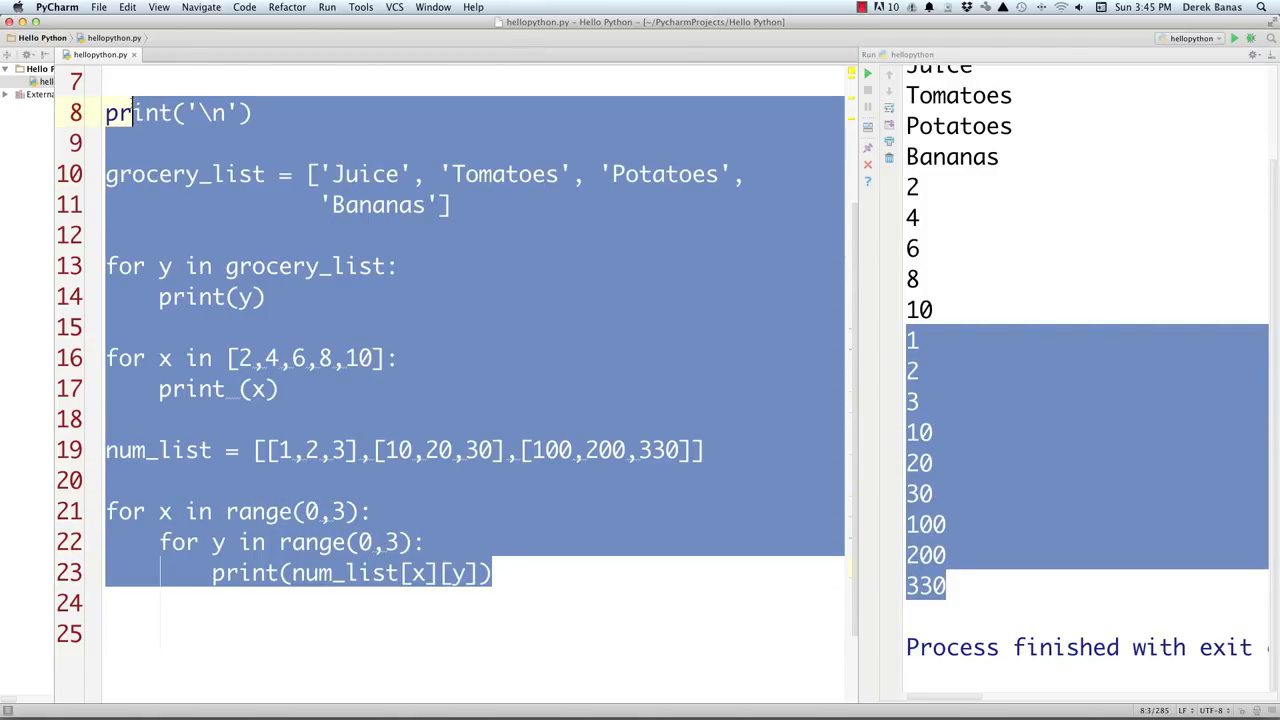 PyCharm File Edit View Navigate Code Refactor Run Tools VCS Window Help
10
Sun 3:45 PM Derek Banas
hellopython.py – Hello Python – [~/PycharmProjects/Hello Python]
Hello Python hellopython.py
hellopython
hellopython.py
Run hellopython
Hello P
hell
Externa
7
8 print('\n')
9
10 grocery_list = ['Juice', 'Tomatoes', 'Potatoes',
11 'Bananas']
12
13 for y in grocery_list:
14 print(y)
15
16 for x in [2,4,6,8,10]:
17 print (x)
18
19 num_list = [[1,2,3],[10,20,30],[100,200,330]]
20
21 for x in range(0,3):
22 for y in range(0,3):
23 print(num_list[x][y])
24
25
Juice
Tomatoes
Potatoes
Bananas
2
4
6
8
10
1
2
3
10
20
30
100
200
330
Process finished with exit
8:3/285 LF UTF-8